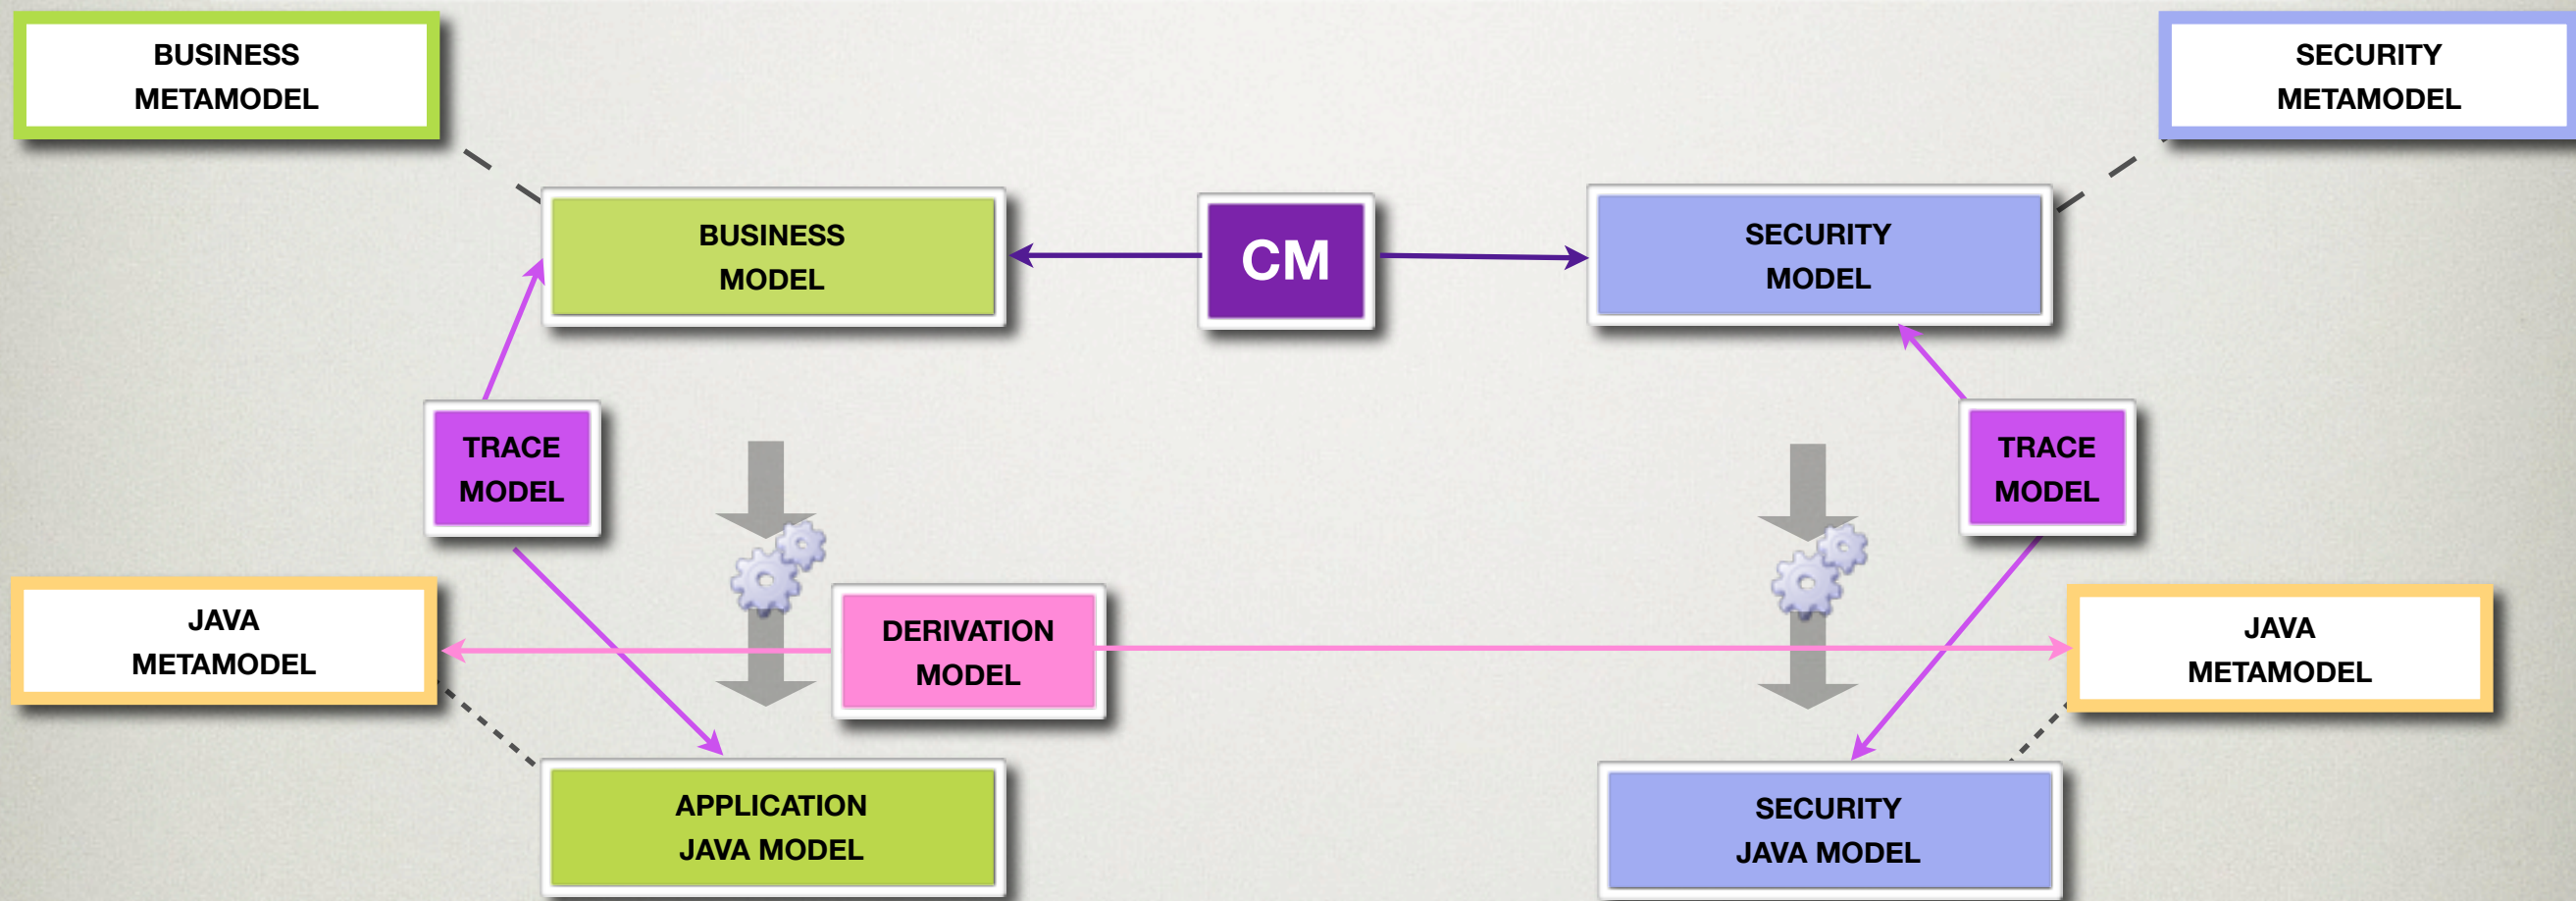 BUSINESS
METAMODEL
SECURITY
METAMODEL
BUSINESS
MODEL
CM
SECURITY
MODEL
TRACE
MODEL
TRACE
MODEL
JAVA
METAMODEL
DERIVATION
MODEL
JAVA
METAMODEL
APPLICATION
JAVA MODEL
SECURITY
JAVA MODEL